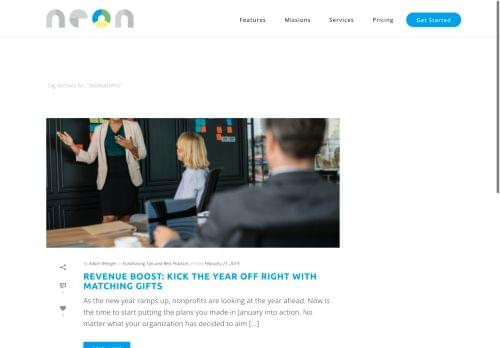 neon
Features Missions Services Pricing Get Started
Tag Archives for: "360MatchPro"
by Adam Weinger in Fundraising Tips and Best Practices Posted February 21, 2019
REVENUE BOOST: KICK THE YEAR OFF RIGHT WITH
MATCHING GIFTS
As the new year ramps up, nonprofits are looking at the year ahead. Now is
the time to start putting the plans you made in January into action. No
matter what your organization has decided to aim [...]